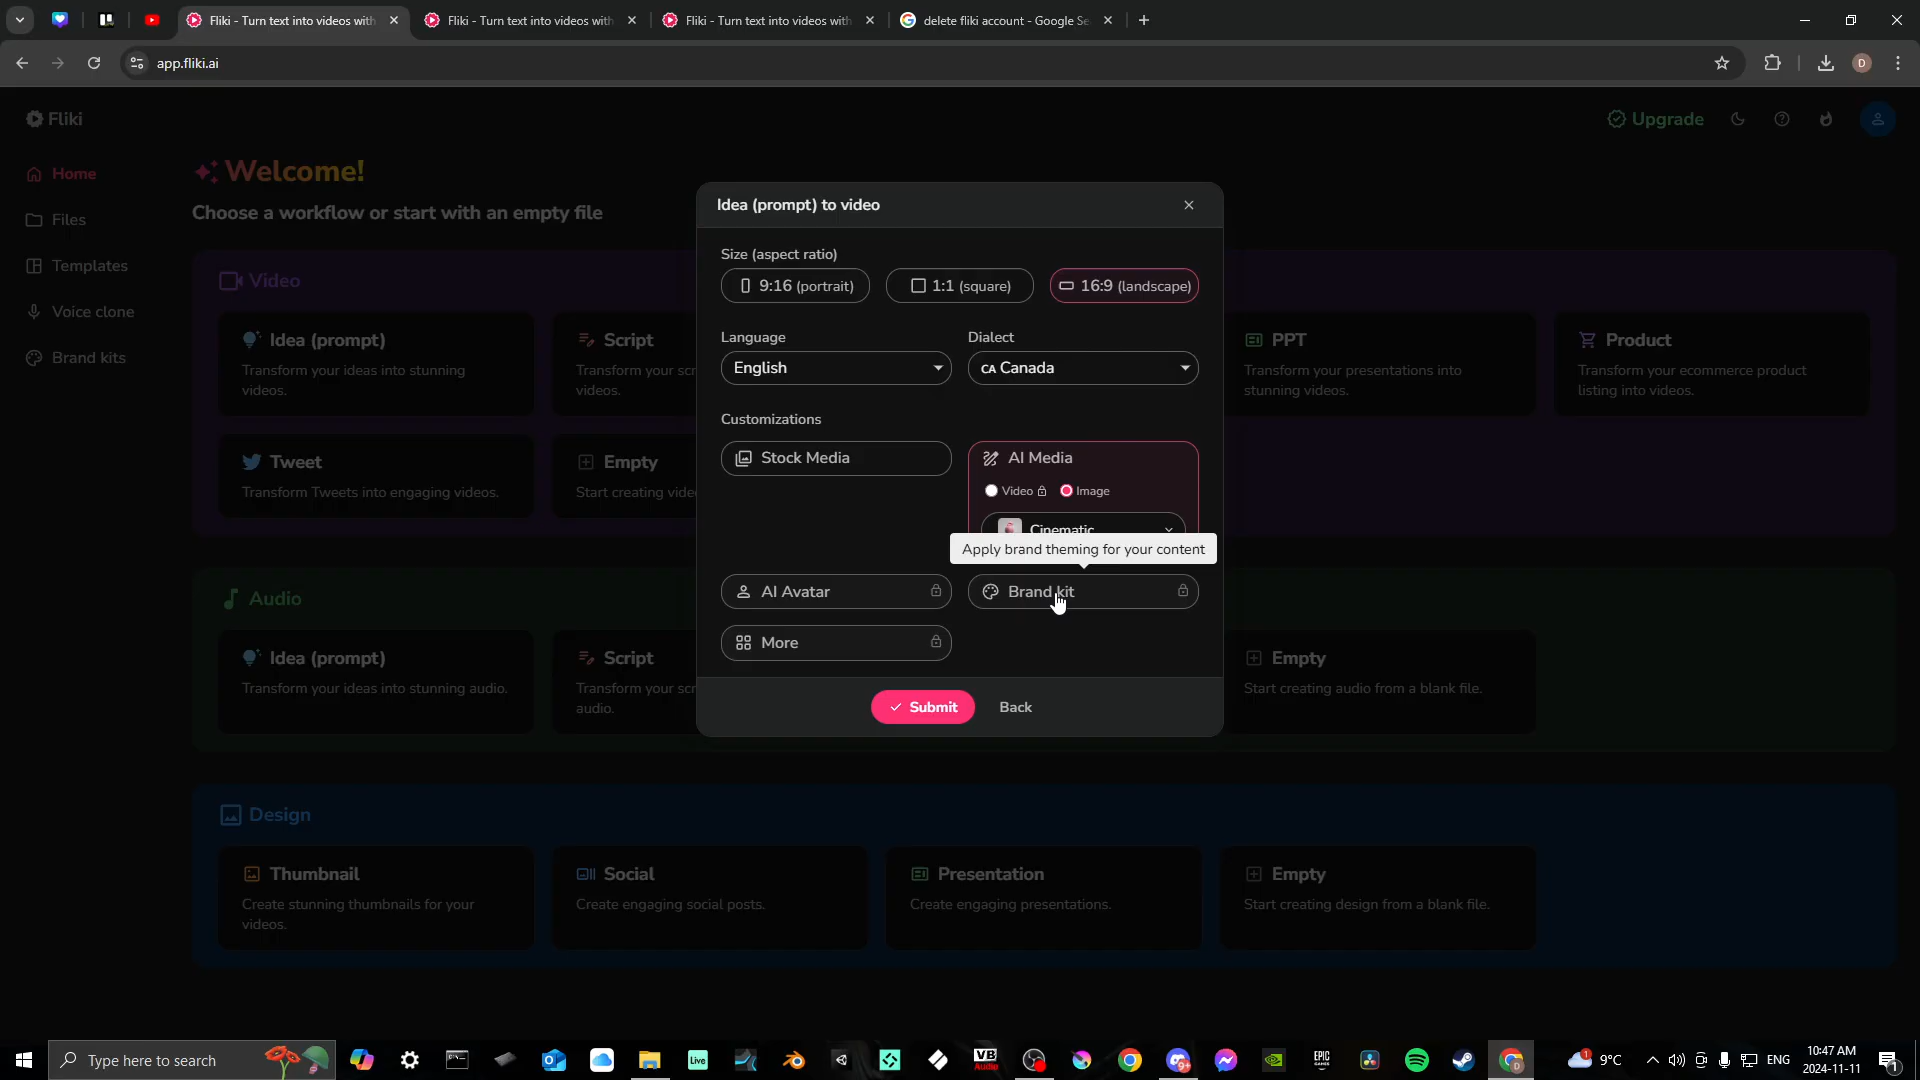 Fliki - Turn text into videos with
Fliki - Turn text into videos with
Fliki - Turn text into videos with
delete fliki account - Google Se
app.fliki.ai
D
Fliki
Upgrade
Home
Files
Templates
Voice clone
Brand kits
Welcome!
Choose a workflow or start with an empty file
Video
Idea (prompt)
Transform your ideas into stunning
videos.
Script
Transform your scr
videos.
PPT
Transform your presentations into
stunning videos.
Product
Transform your ecommerce product
listing into videos.
Tweet
Transform Tweets into engaging videos.
Empty
Start creating vide
Audio
Idea (prompt)
Transform your ideas into stunning audio.
Script
Transform your scr
audio.
Empty
Start creating audio from a blank file.
Design
Thumbnail
Create stunning thumbnails for your
videos.
Social
Create engaging social posts.
Presentation
Create engaging presentations.
Empty
Start creating design from a blank file.
Idea (prompt) to video
Size (aspect ratio)
9:16 (portrait)
1:1 (square)
16:9 (landscape)
Language
Dialect
English
CA Canada
Customizations
Stock Media
AI Media
Video
Image
Cinematic
Apply brand theming for your content
AI Avatar
Brand kit
More
Submit
Back
Type here to search
Live
VB
Audio
EPIC
GAMES
9+
D
1
9°C
ENG
10:47 AM
2024-11-11
1